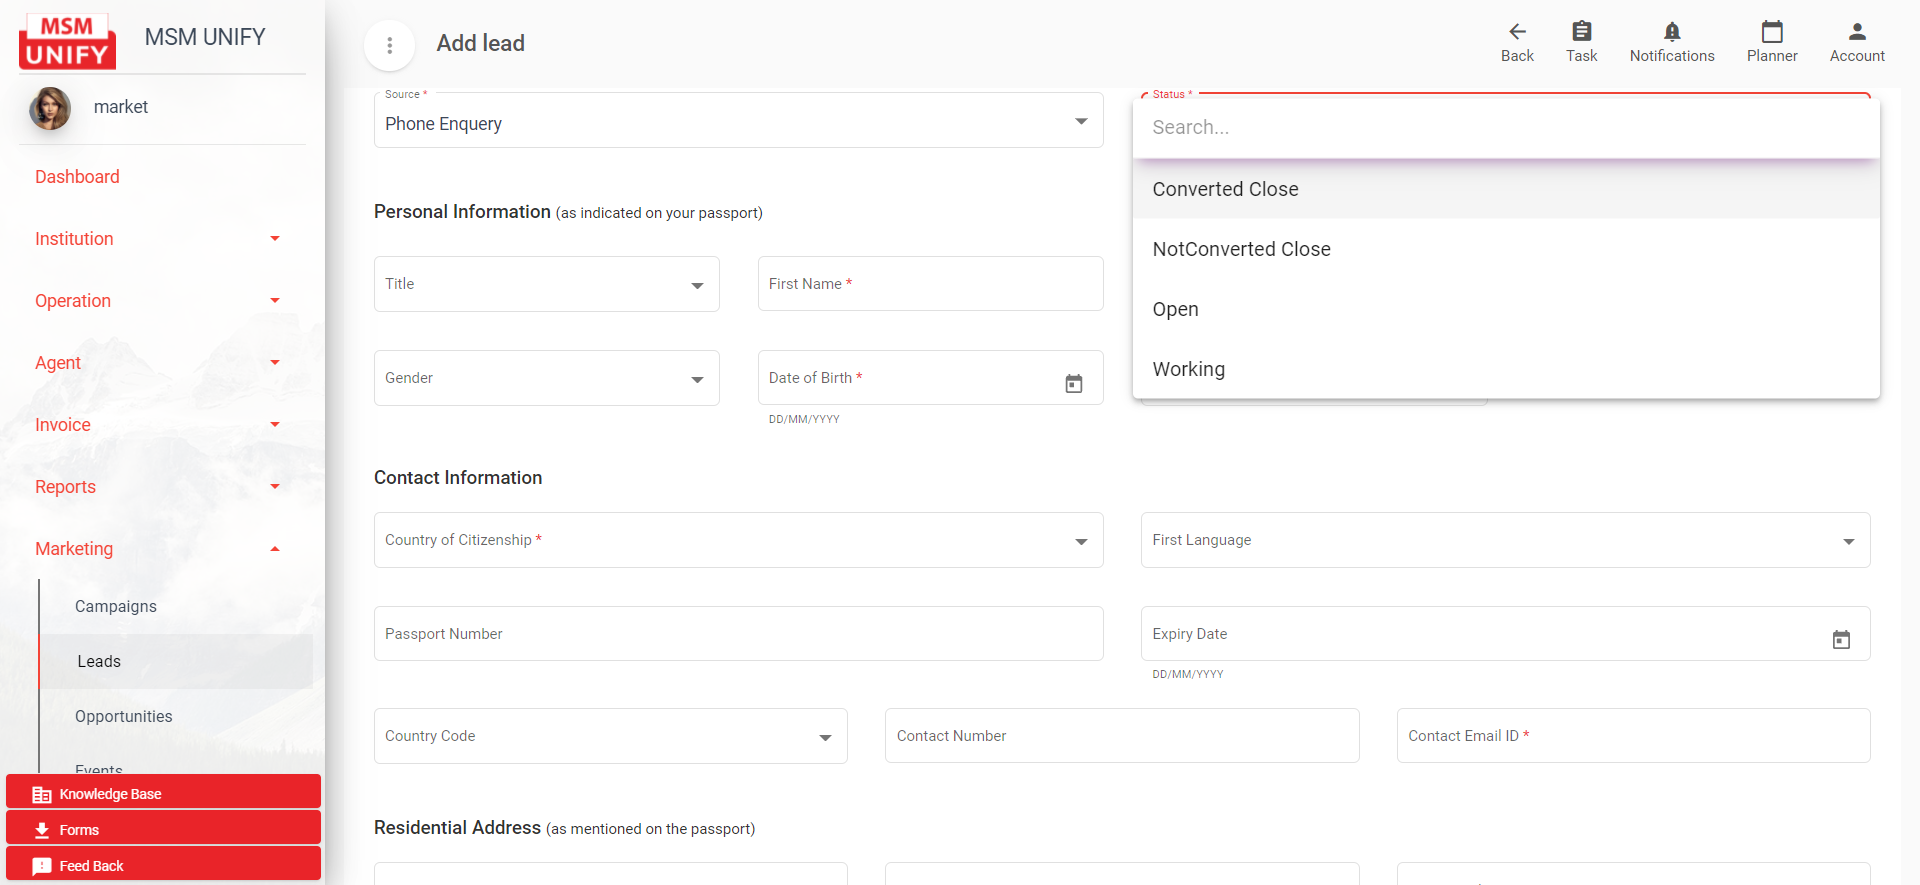 MSM
UNIFY
MSM UNIFY
market
Dashboard
Institution
Operation
Agent
Invoice
Reports
Marketing
Campaigns
Leads
Opportunities
Events
Knowledge Base
Forms
Feed Back
Add lead
Back
Task
Notifications
Planner
Account
Source *
Phone Enquery
Status *
Search...
Converted Close
NotConverted Close
Open
Working
Personal Information (as indicated on your passport)
Title
First Name *
Gender
Date of Birth *
DD/MM/YYYY
Contact Information
Country of Citizenship *
First Language
Passport Number
Expiry Date
DD/MM/YYYY
Country Code
Contact Number
Contact Email ID *
Residential Address (as mentioned on the passport)